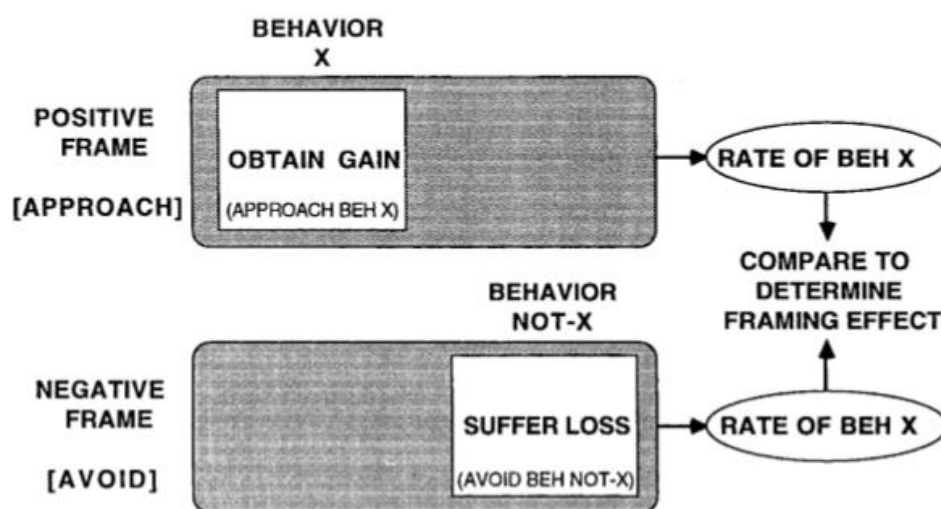 BEHAVIOR
X
POSITIVE
FRAME
[APPROACH]
OBTAIN GAIN
(APPROACH BEH X)
RATE OF BEH X
COMPARE TO
DETERMINE
FRAMING EFFECT
BEHAVIOR
NOT-X
NEGATIVE
FRAME
[AVOID]
SUFFER LOSS
(AVOID BEH NOT-X)
RATE OF BEH X